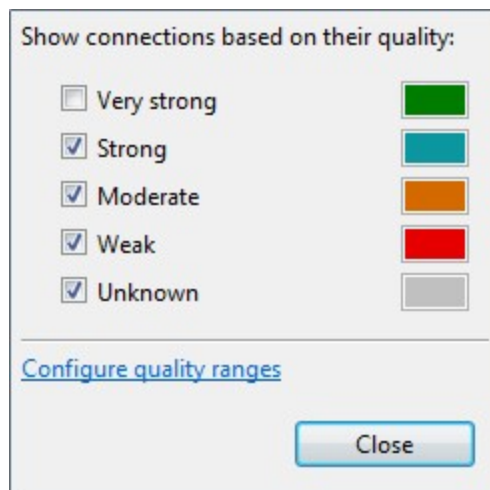 Show connections based on their quality:
Very strong
Strong
Moderate
Weak
Unknown
Configure quality ranges
Close